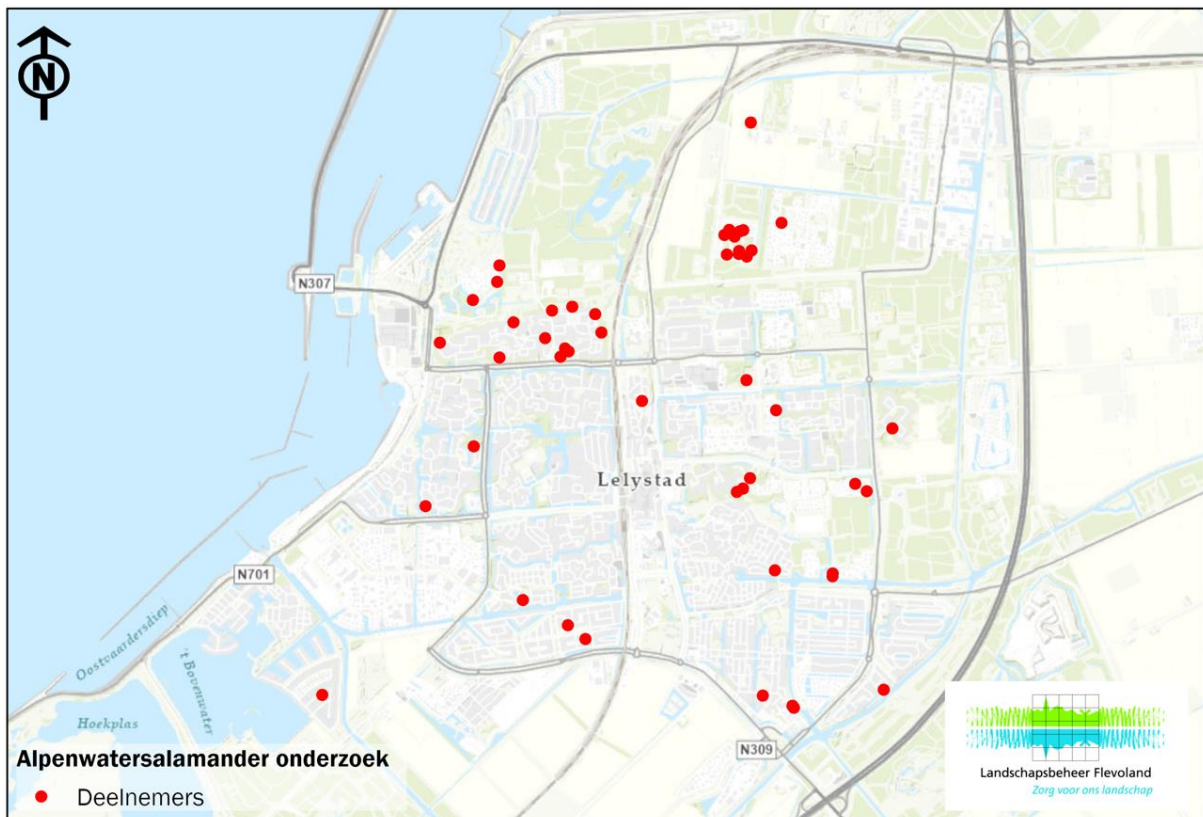 N
N307
Lelystad
N701
Oostvaardersdiep
't Bovenwater
Hoekplas
N309
Alpenwatersalamander onderzoek
Deelnemers
Landschapsbeheer Flevoland
Zorg voor ons landschap